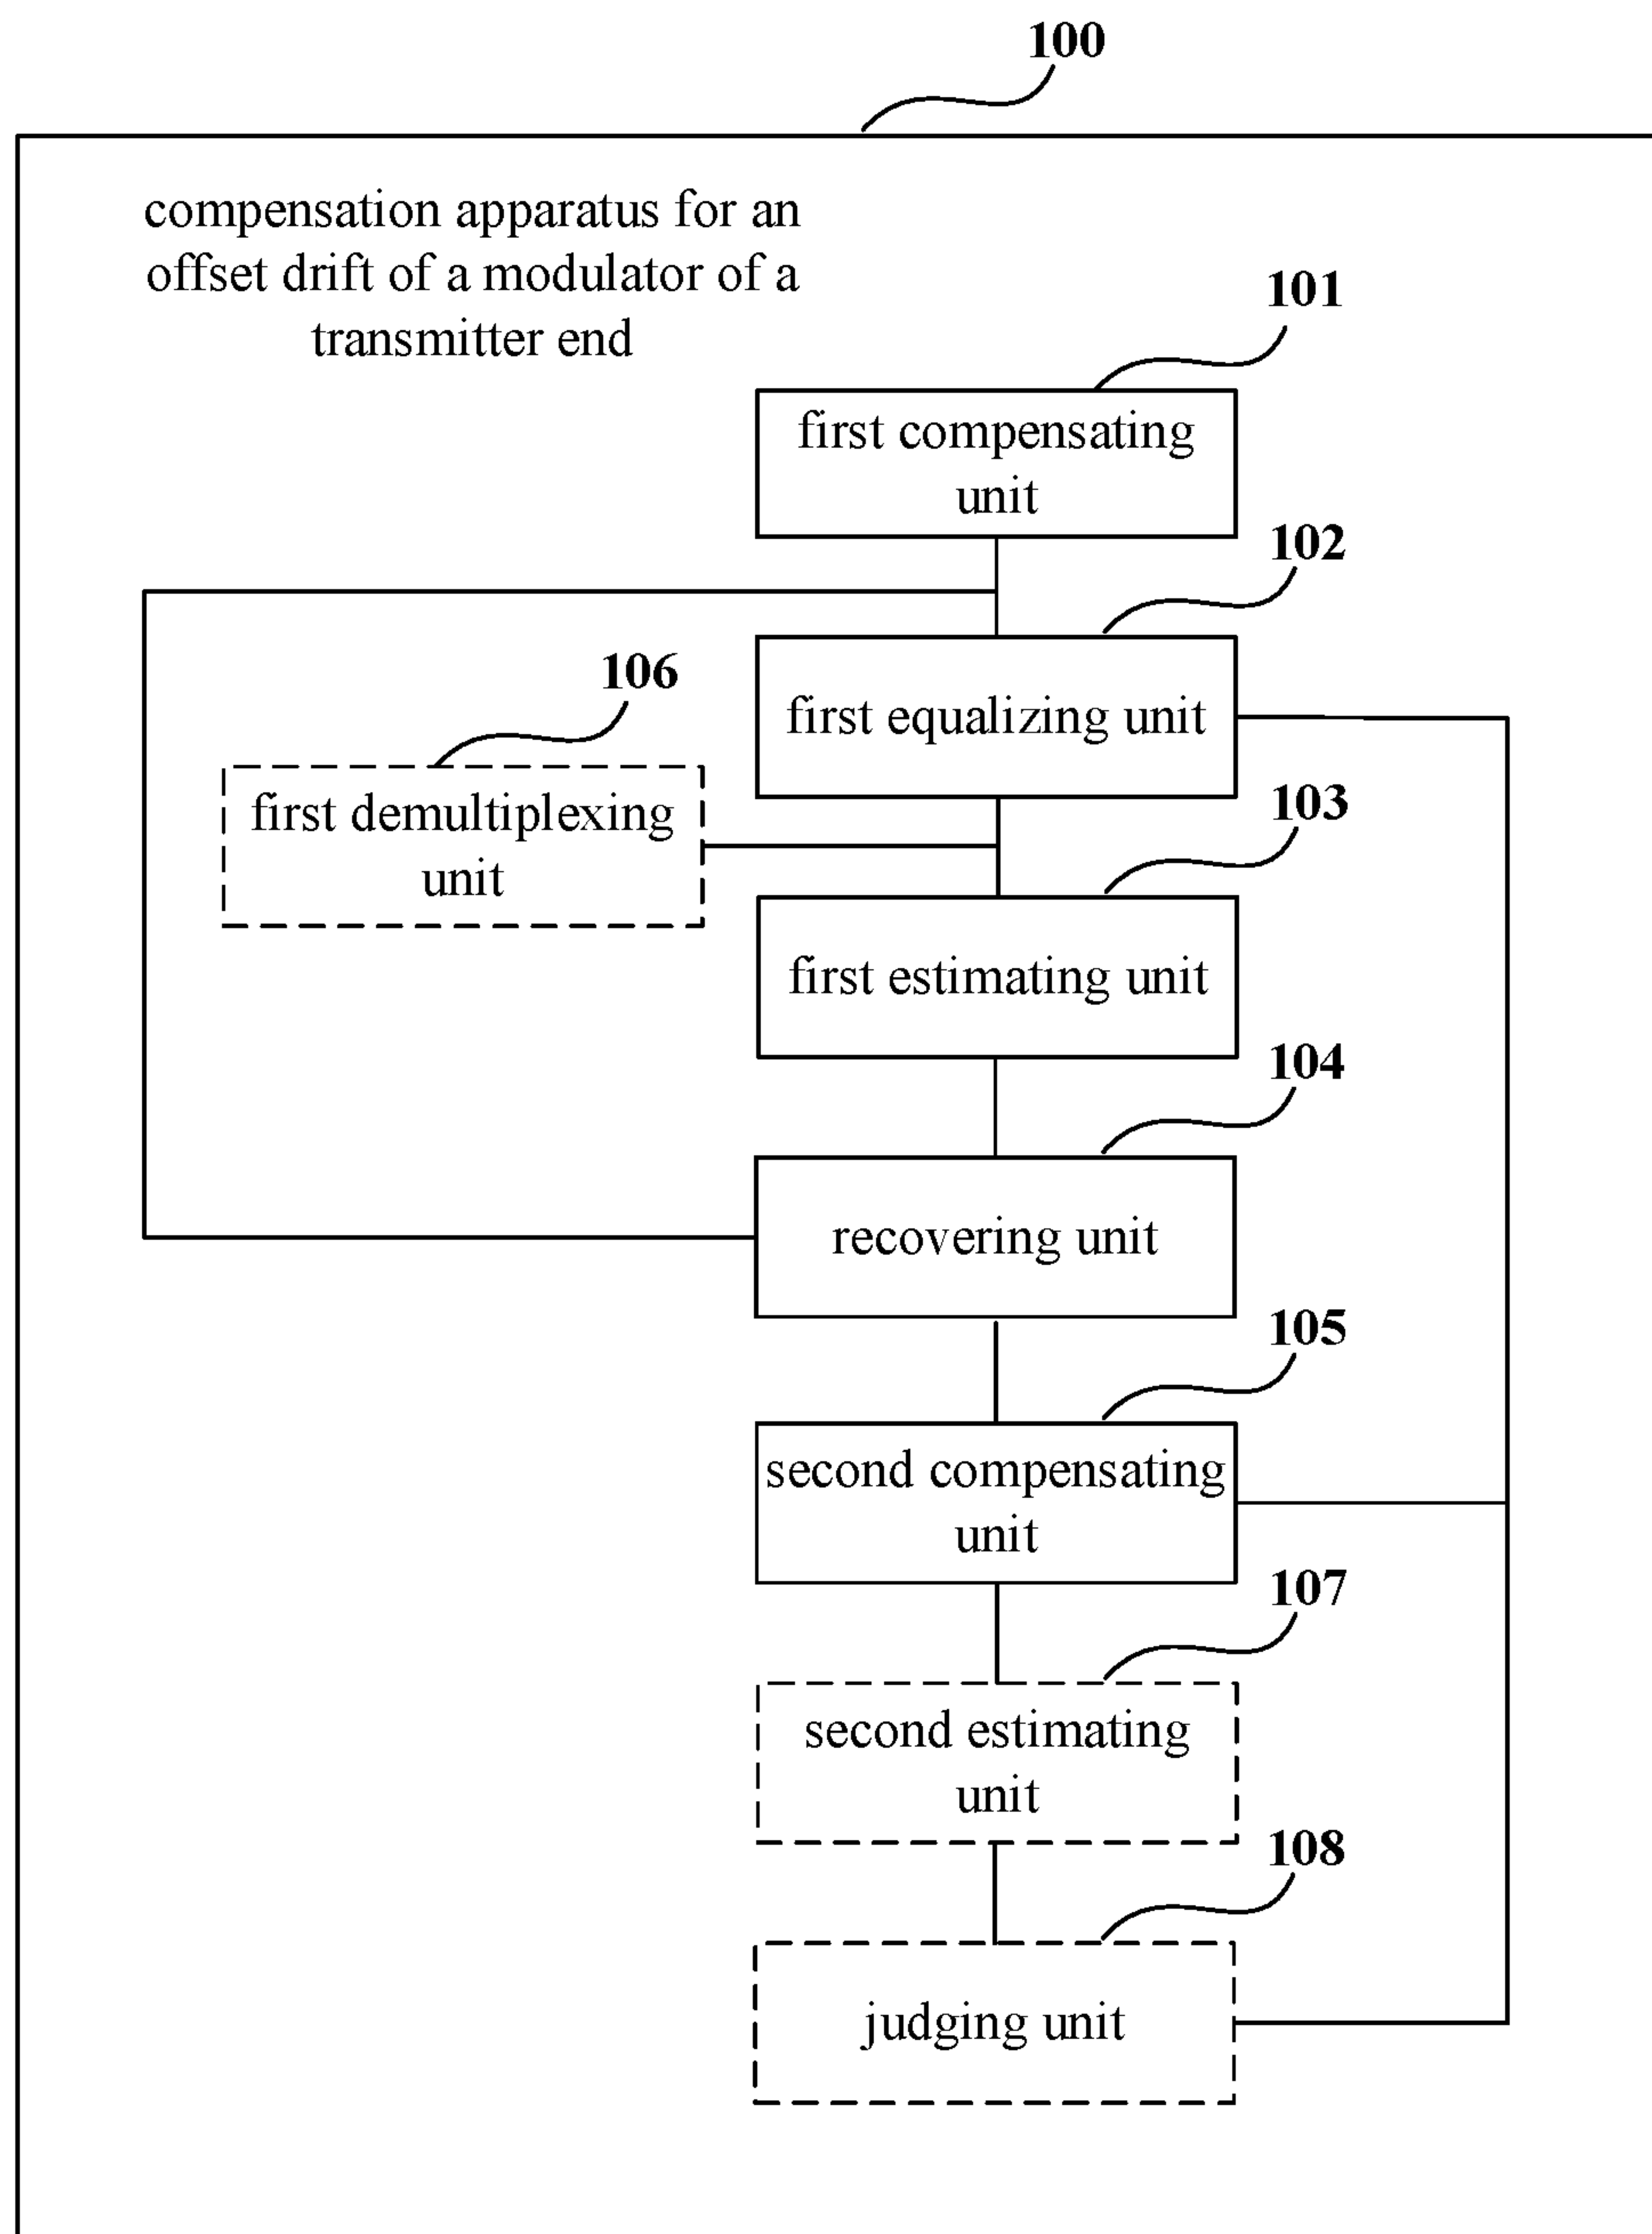 100
compensation apparatus for an
offset drift of a modulator of a
transmitter end
101
first compensating
unit
102
first equalizing unit
106
first demultiplexing
unit
103
first estimating unit
104
recovering unit
105
second compensating
unit
107
second estimating
unit
108
judging unit